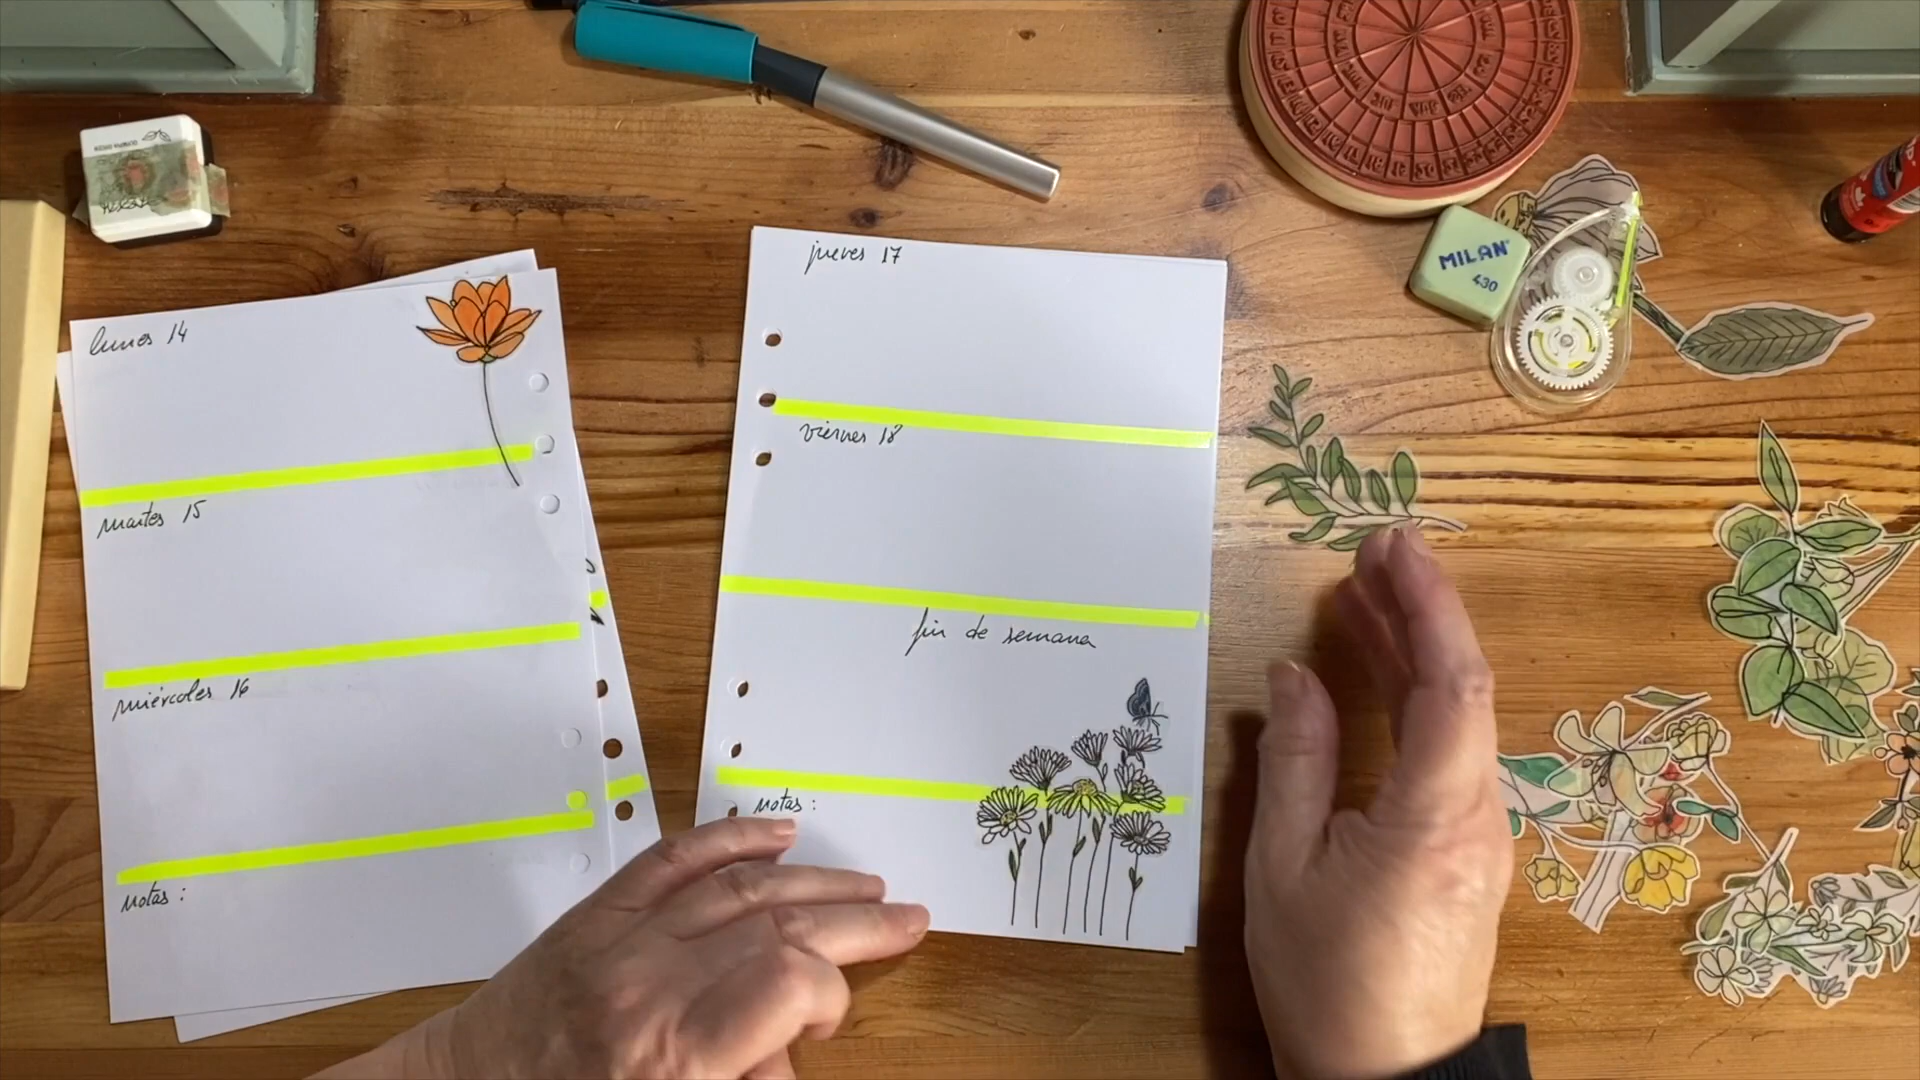 lunes 14
martes 15
miércoles 16
Notas :
jueves 17
viernes 18
fin de semana
Notas :
MILAN
430